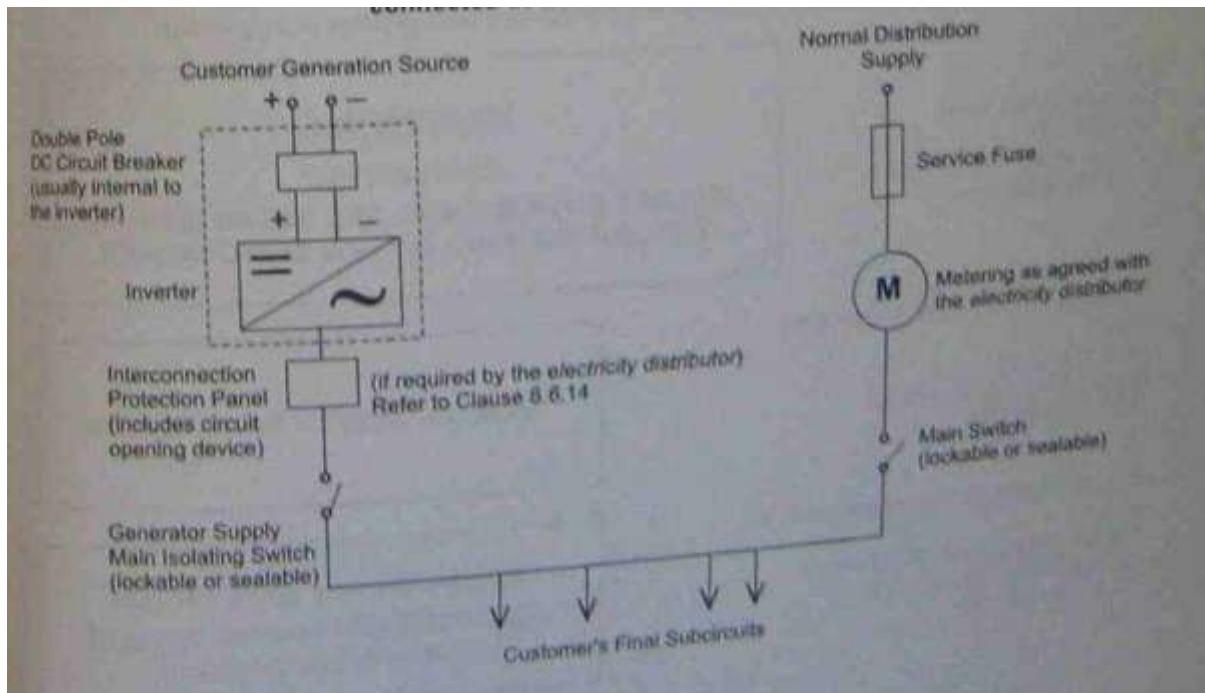 Customer Generation Source
+ −
Double Pole
DC Circuit Breaker
(usually internal to
the inverter)
+ −
Inverter
Interconnection
Protection Panel
(includes circuit
opening device)
(if required by the electricity distributor)
Refer to Clause 8.6.14
Generator Supply
Main Isolating Switch
(lockable or sealable)
Normal Distribution
Supply
Service Fuse
M
Metering as agreed with
the electricity distributor
Main Switch
(lockable or sealable)
Customer's Final Subcircuits